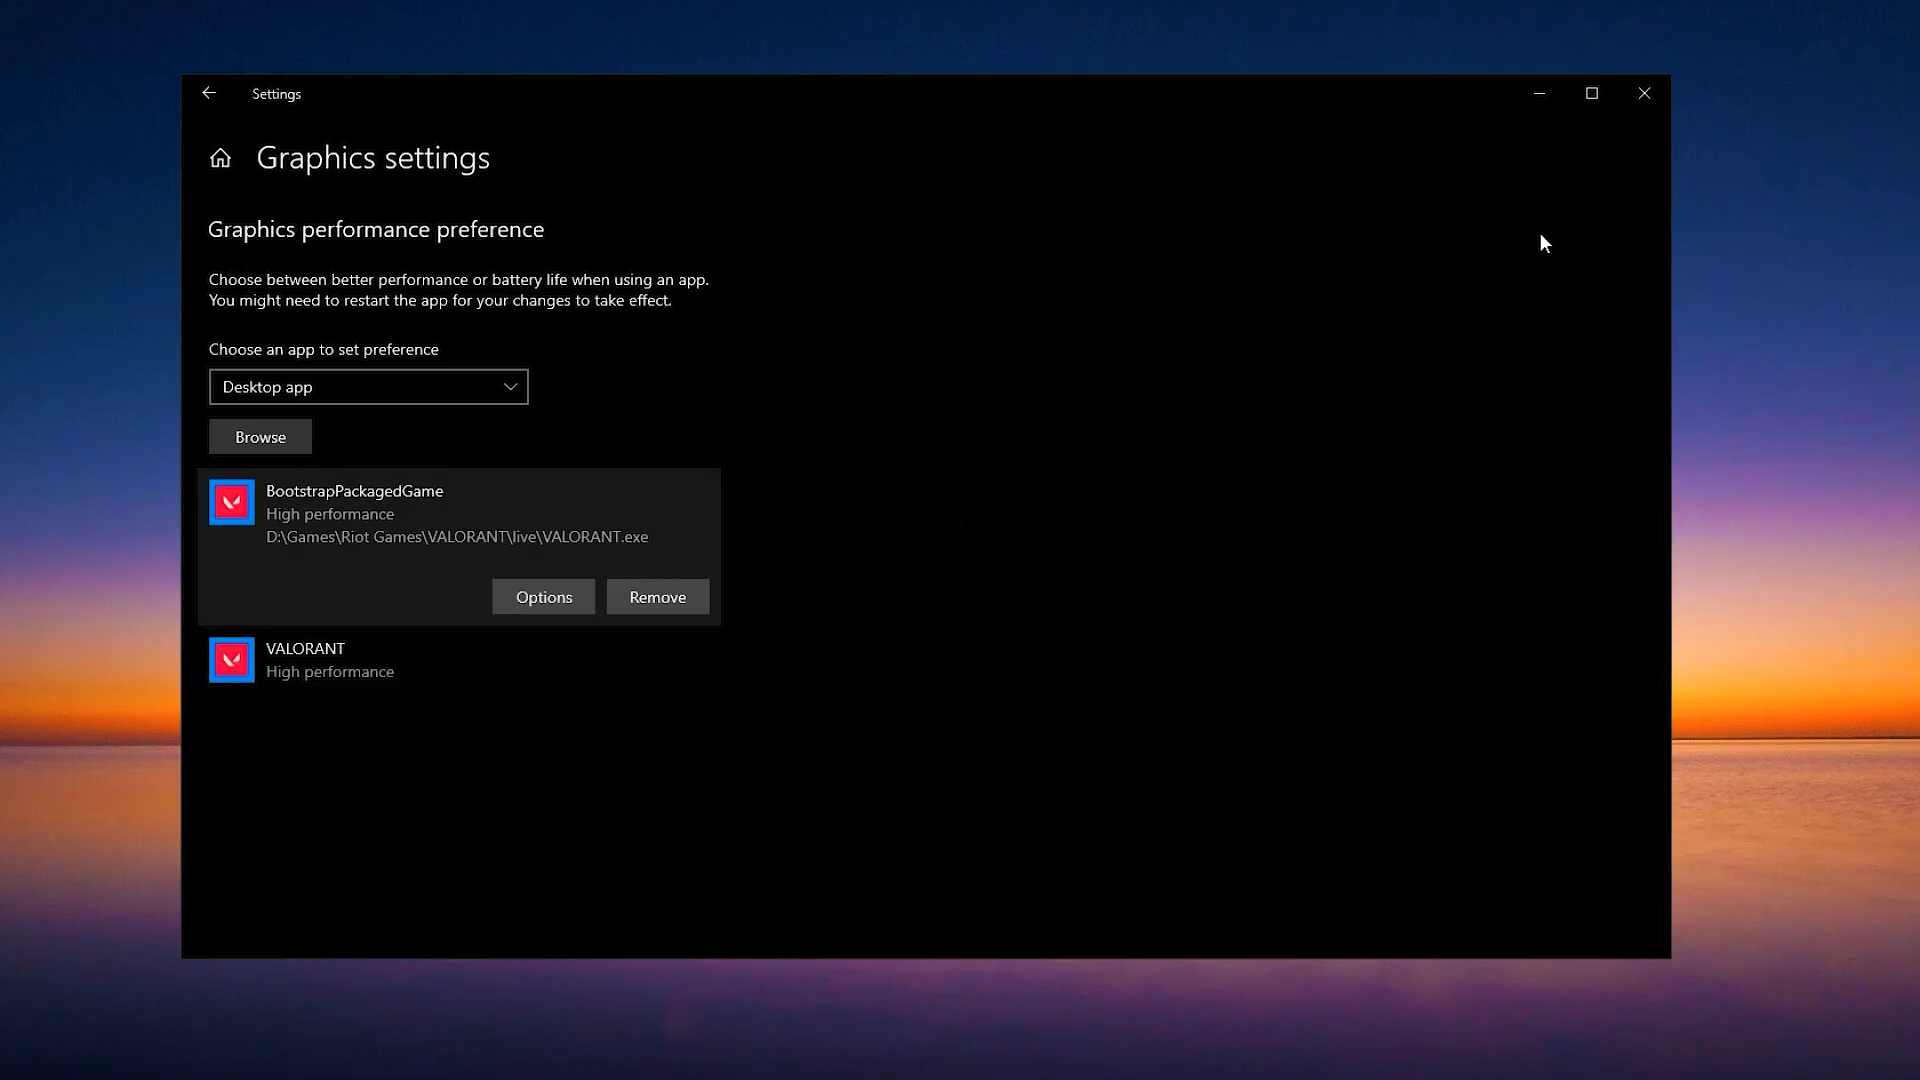 Settings
Graphics settings
Graphics performance preference
Choose between better performance or battery life when using an app.
You might need to restart the app for your changes to take effect.
Choose an app to set preference
Desktop app
Browse
BootstrapPackagedGame
High performance
D:\Games\Riot Games\VALORANT\live\VALORANT.exe
Options Remove
VALORANT
High performance